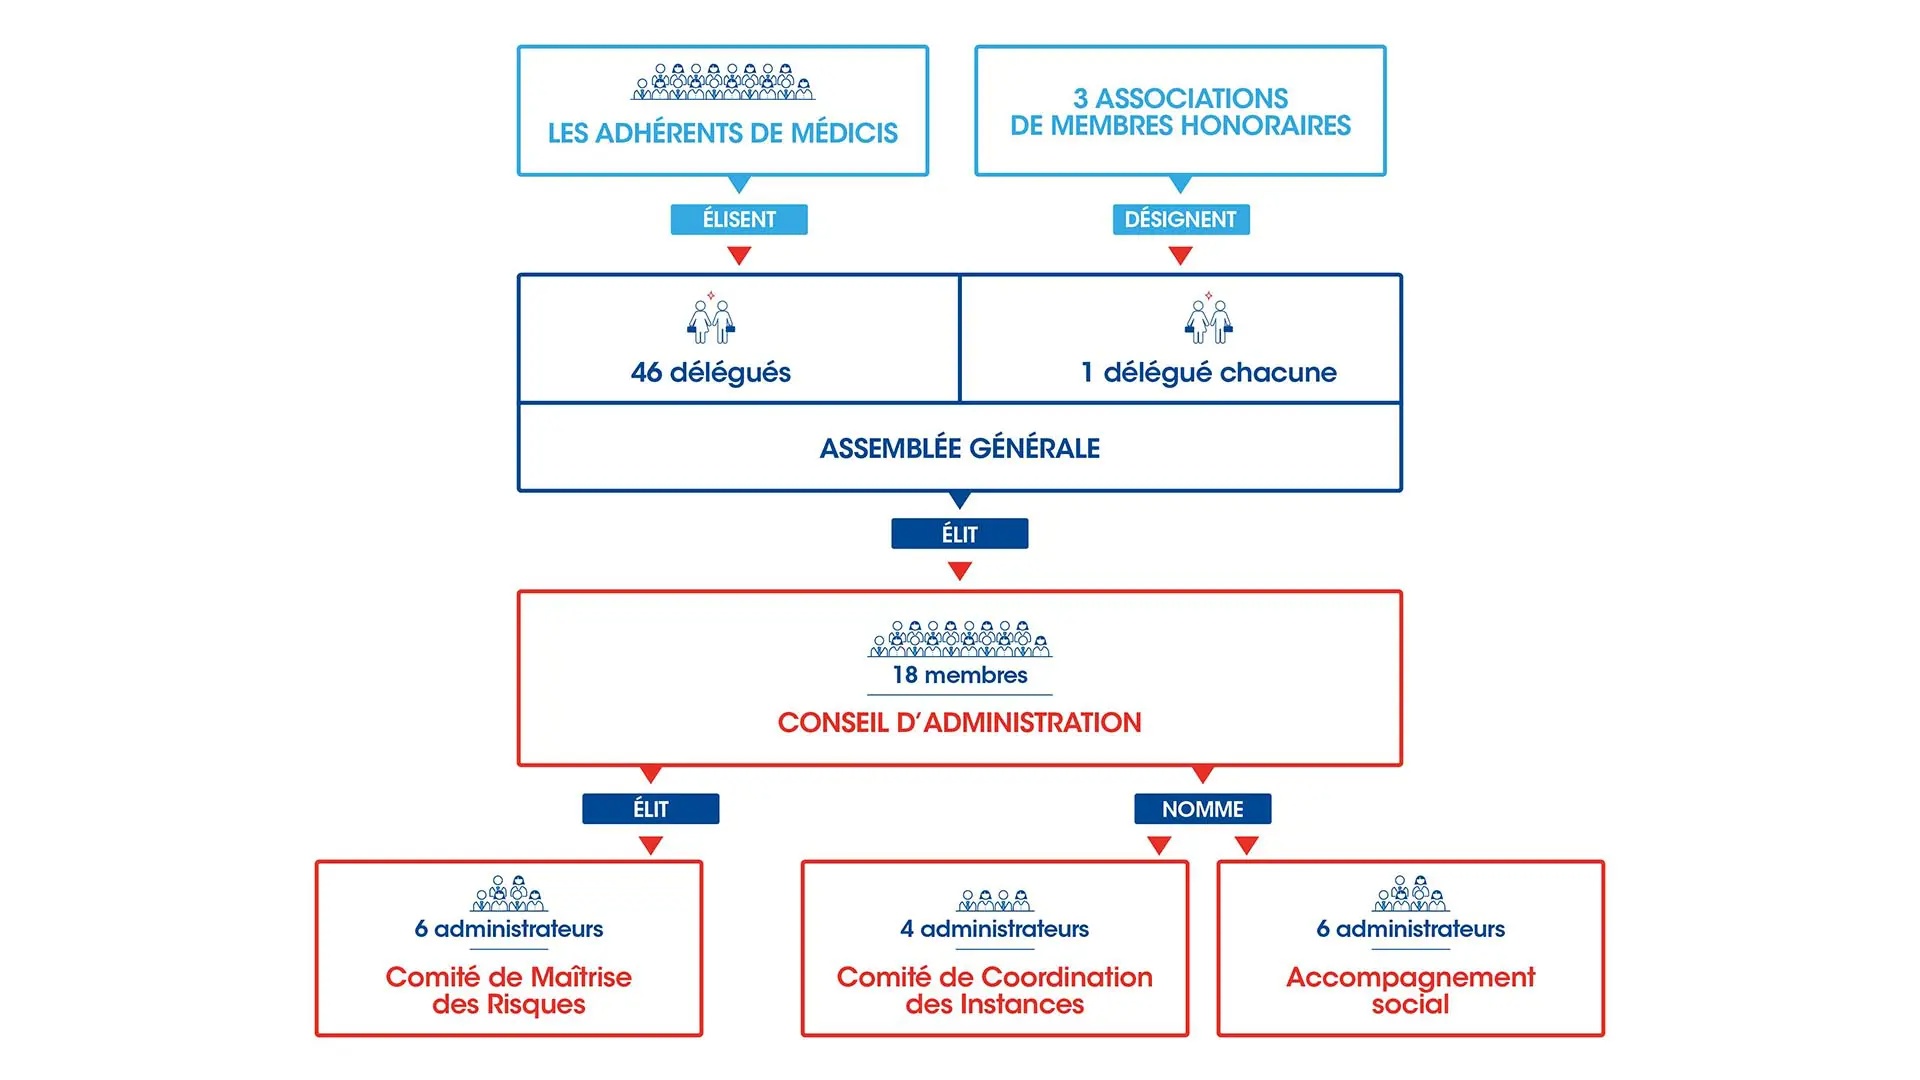 LES ADHÉRENTS DE MÉDICIS
3 ASSOCIATIONS
DE MEMBRES HONORAIRES
ÉLISENT
DÉSIGNENT
46 délégués
1 délégué chacune
ASSEMBLÉE GÉNÉRALE
ÉLIT
18 membres
CONSEIL D'ADMINISTRATION
ÉLIT
NOMME
6 administrateurs
Comité de Maîtrise
des Risques
4 administrateurs
Comité de Coordination
des Instances
6 administrateurs
Accompagnement
social